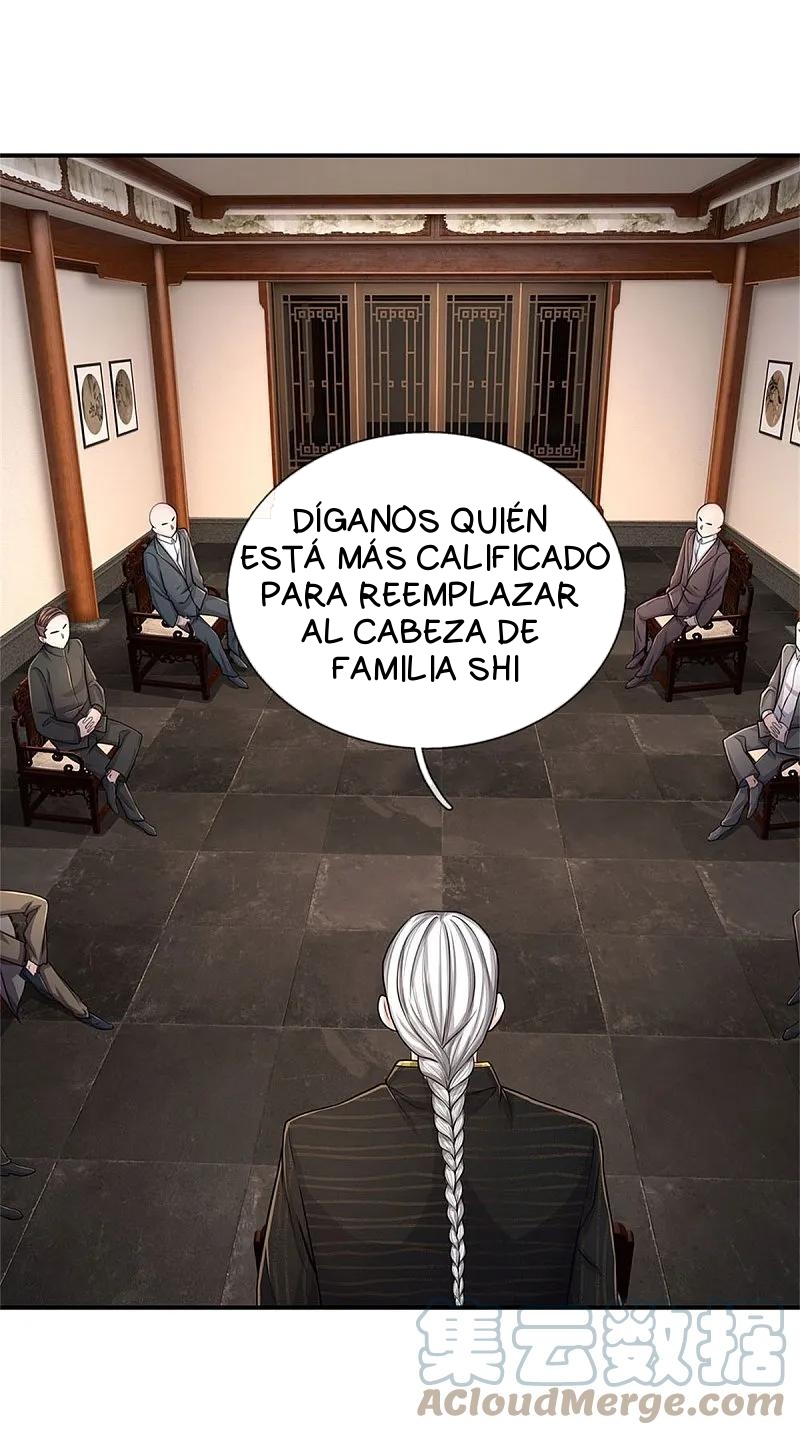 DÍGANOS QUIÉN
ESTÁ MÁS CALIFICADO
PARA REEMPLAZAR
AL CABEZA DE
FAMILIA SHI
集云数据
ACloudMerge.com